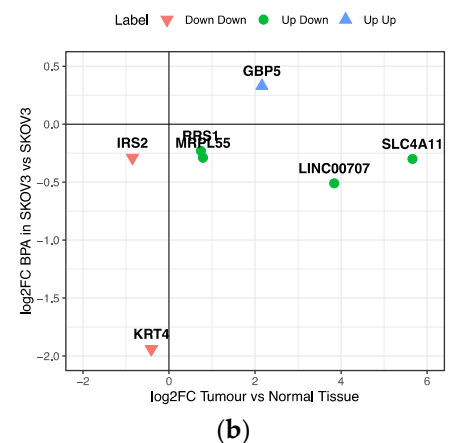 Label Down Down Up Down Up Up
GBP5
IRS2
RRS1
MRPL55
SLC4A11
LINC00707
KRT4
0.5
0.0
−0.5
−1.0
−1.5
−2.0
log2FC BPA in SKOV3 vs SKOV3
−2 0 2 4 6
log2FC Tumour vs Normal Tissue
(b)